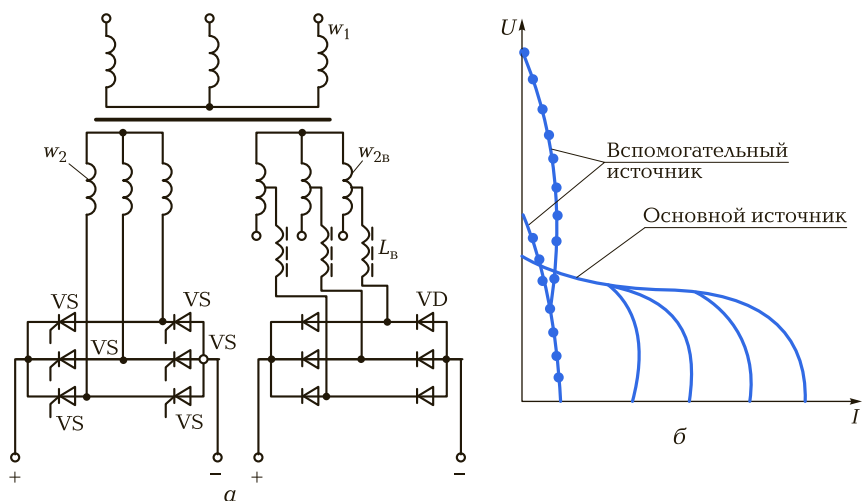 w₁
w₂
w₂в
Lв
VS
VS
VS
VS
VS
VS
VD
+
−
+
−
а
U
Вспомогательный
источник
Основной источник
I
б